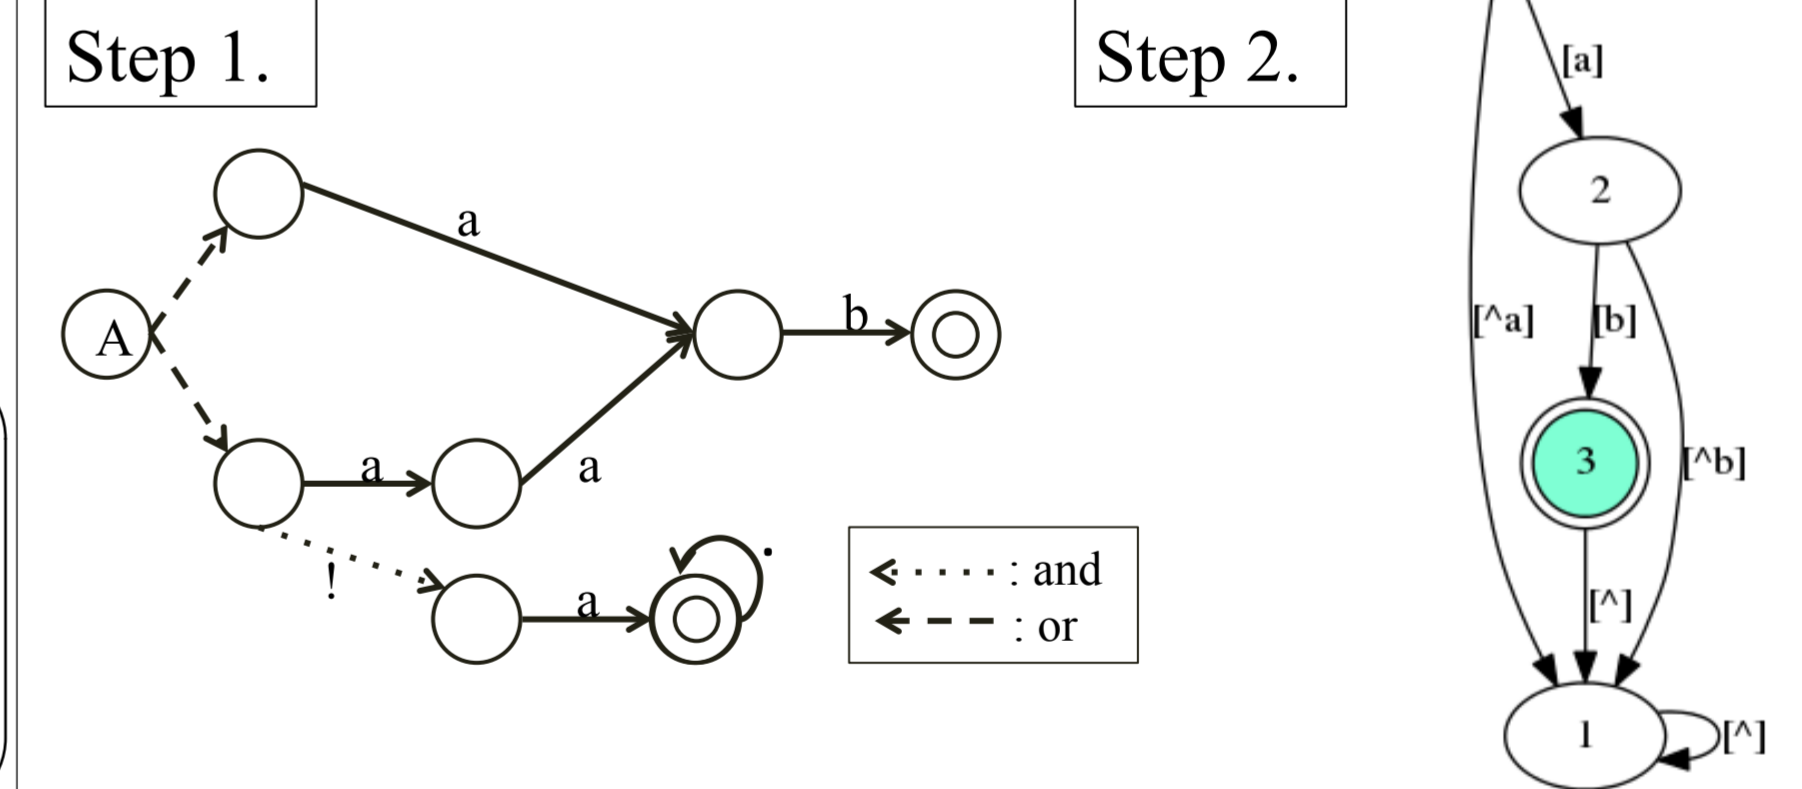 Step 1.
a
A
b
a
a
!
a
.
: and
: or
Step 2.
[a]
2
[^a]
[b]
3
[^b]
[^]
1
[^]